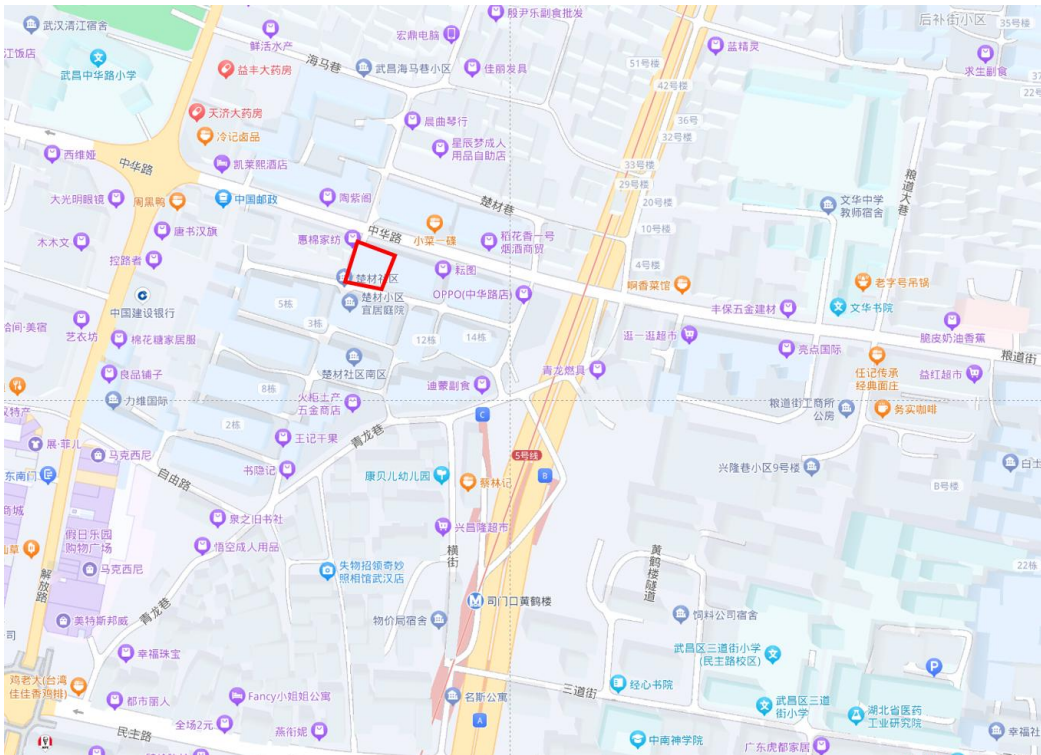 武汉清江宿舍
殷尹乐副食批发
后补街小区
35号楼
鲜活水产
宏鼎电脑
江饭店
武昌中华路小学
益丰大药房
海马巷
武昌海马巷小区
佳丽发具
蓝精灵
51号楼
求生副食
42号楼
22号
天济大药房
冷记卤品
晨曲琴行
36号
32号楼
西维娅
中华路
凯莱熙酒店
星辰梦成人
用品自助店
33号楼
29号楼
粮道大巷
大光明眼镜
周黑鸭
中国邮政
陶紫阁
楚材巷
20号楼
文华中学
教师宿舍
唐书汉旗
木木文
惠棉家纺
中华路
小菜一碟
稻花香一号
烟酒商贸
10号楼
控路者
楚材社区
耘图
4号楼
老字号吊锅
中国建设银行
5栋
楚材小区
宜居庭院
OPPO(中华路店)
啊香菜馆
丰保五金建材
文华书院
艺衣坊
棉花糖家居服
3栋
12栋
14栋
逛一逛超市
亮点国际
脆皮奶油香蕉
粮道街
良品铺子
楚材社区南区
8栋
迪蒙副食
青龙燃具
任记传承
经典面庄
益红超市
力维国际
火柜土产
五金商店
粮道街工商所
公房
务实咖啡
汉特产
2栋
王记干果
青龙巷
C
展·菲儿
马克西尼
5号线
东南门
自由路
书隐记
康贝儿幼儿园
蔡林记
B
兴隆巷小区9号楼
B号楼
商城
假日乐园
购物广场
泉之旧书社
兴昌隆超市
悟空成人用品
横街
黄鹤楼隧道
22栋
马克西尼
解放路
失物招领奇妙
照相馆武汉店
司门口黄鹤楼
青龙巷
美特斯邦威
物价局宿舍
饲料公司宿舍
公司
幸福珠宝
武昌区三道街小学
(民主路校区)
P
鸡老大(台湾
佳佳香鸡排)
都市丽人
Fancy小姐姐公寓
名斯公寓
三道街
经心书院
武昌区三道
街小学
湖北省医药
工业研究院
民主路
全场2元
燕衔妮
A
中南神学院
广东虎都家居
幸福社